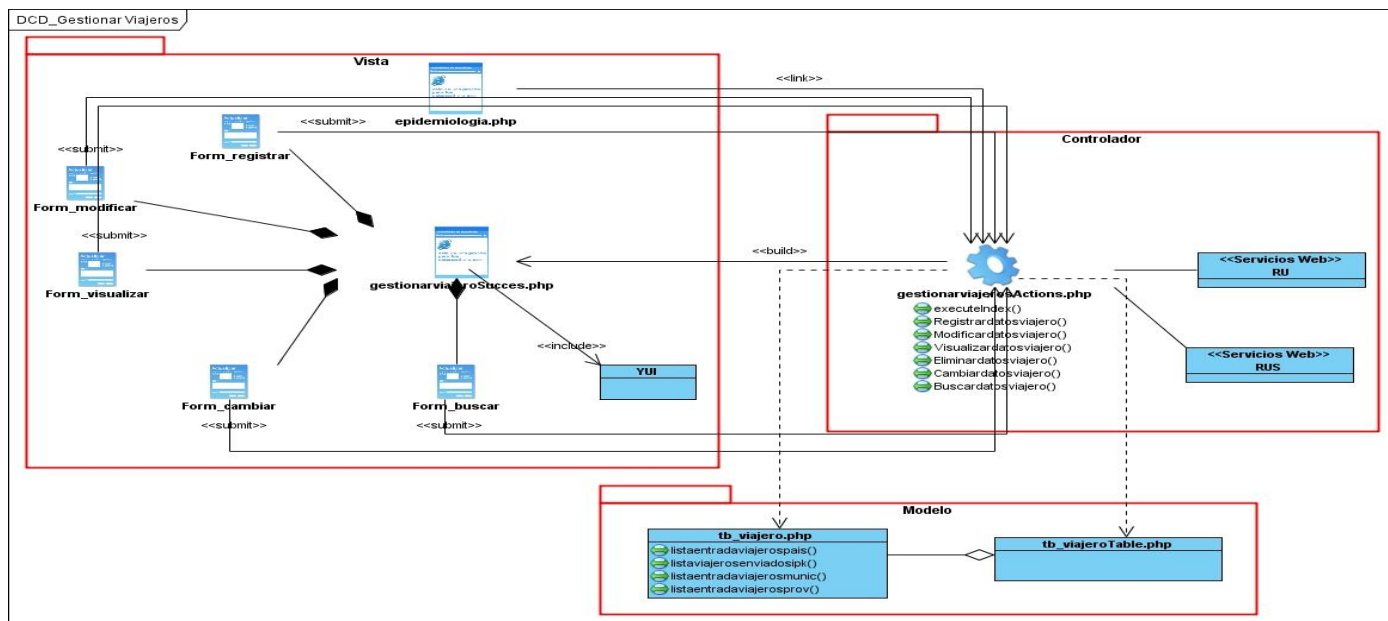 DCD_Gestionar Viajeros
Vista
<<link>>
epidemiologia.php
<<submit>>
Form_registrar
Controlador
<<submit>>
Form_modificar
<<submit>>
Form_visualizar
gestionarviajeroSucces.php
<<build>>
gestionarviajerosActions.php
executeIndex()
Registrardatosviajero()
Modificardatosviajero()
Visualizardatosviajero()
Eliminardatosviajero()
Cambiardatosviajero()
Buscardatosviajero()
<<Servicios Web>>
RU
<<Servicios Web>>
RUS
<<include>>
YUI
Form_cambiar
<<submit>>
Form_buscar
<<submit>>
Modelo
tb_viajero.php
listaentradaviajerospais()
listaviajerosenviadosipk()
listaentradaviajerosmunic()
listaentradaviajerosprov()
tb_viajeroTable.php